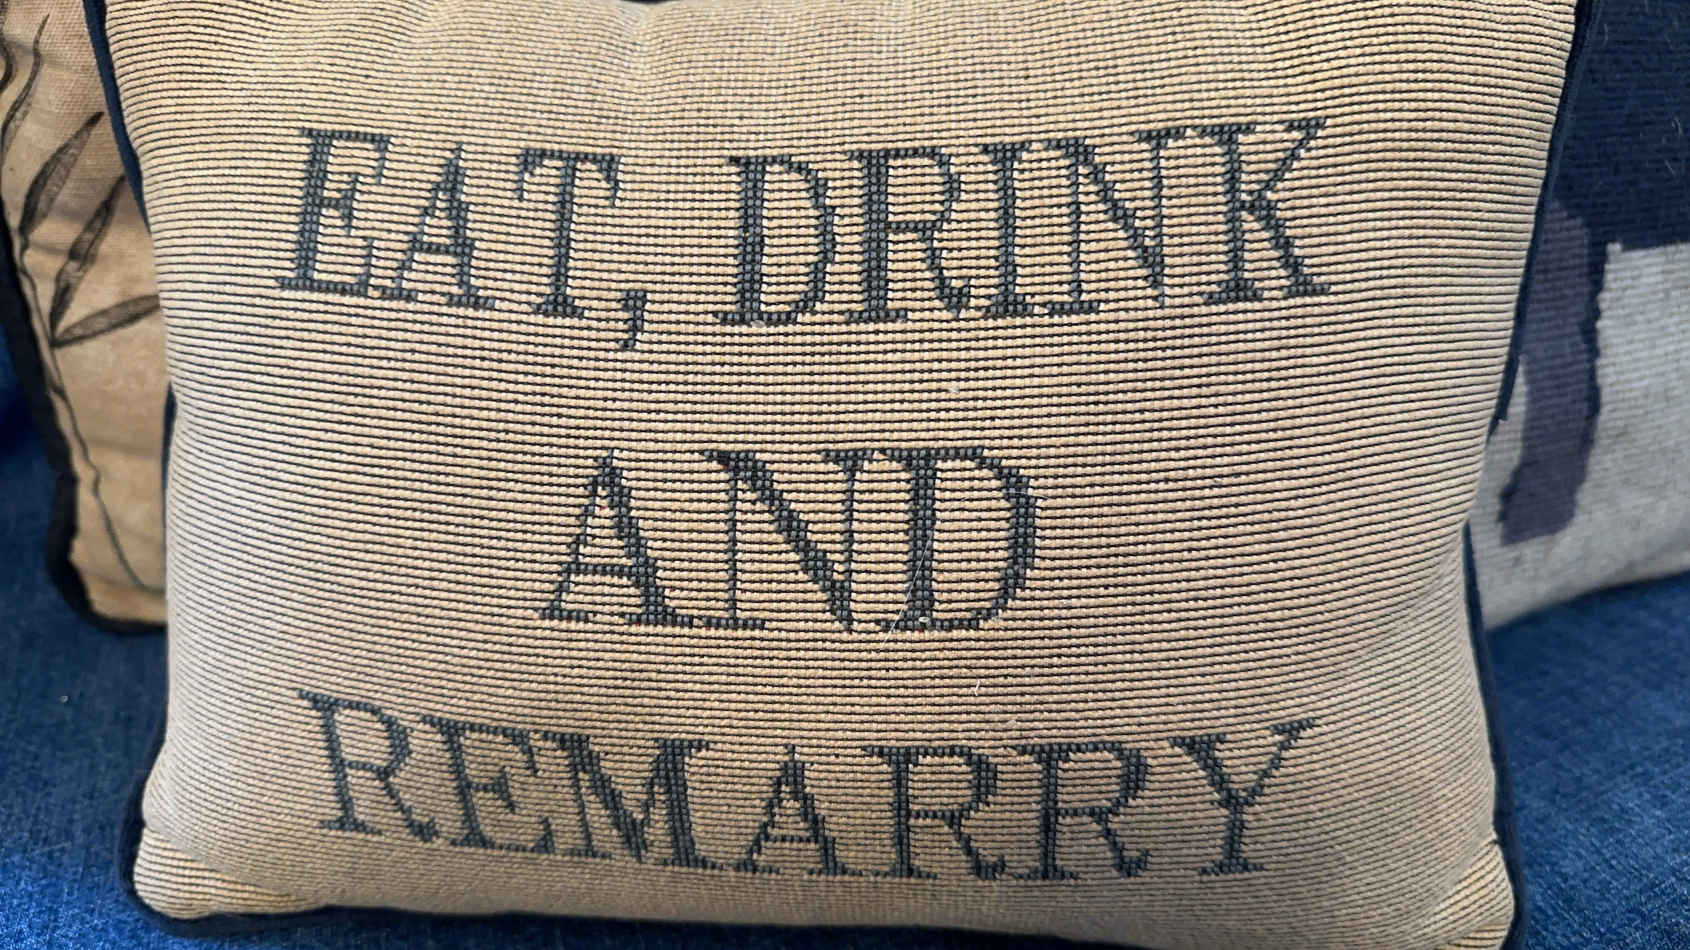 EAT, DRINK
AND
REMARRY